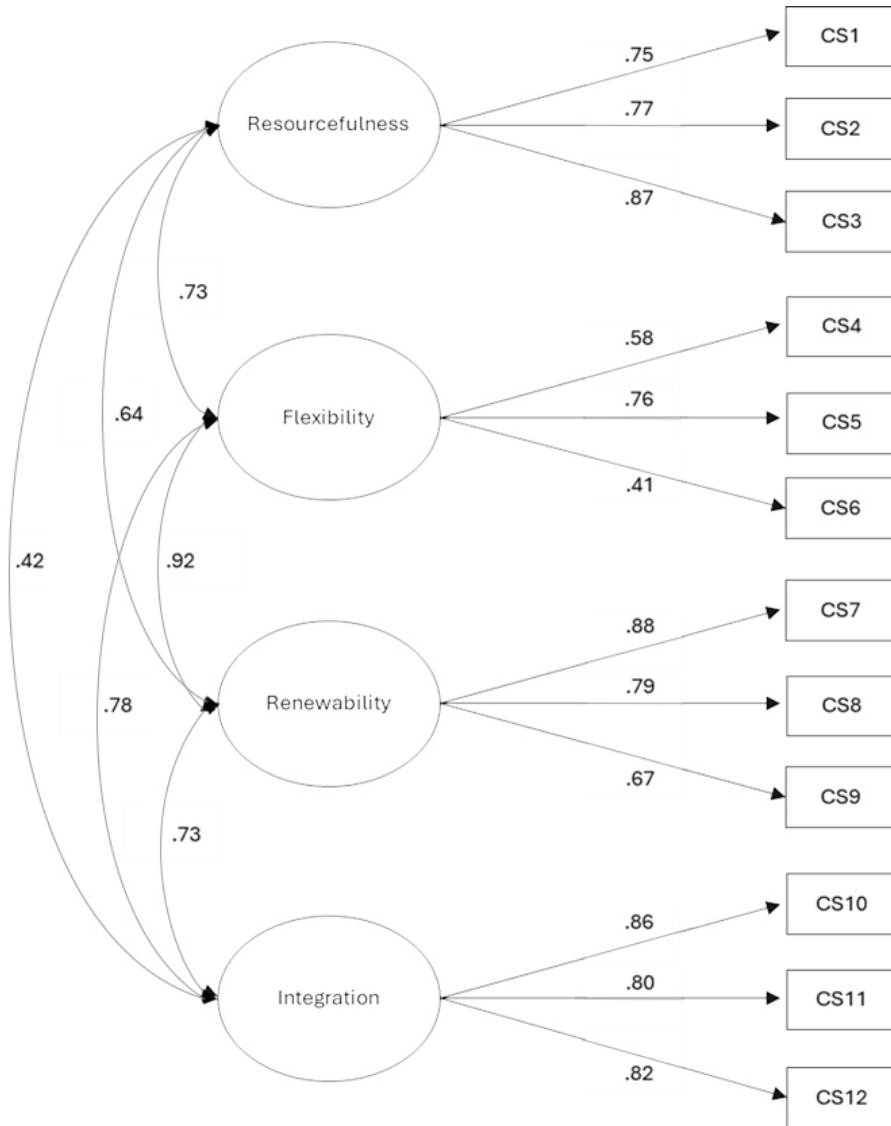 CS1
.75
Resourcefulness
.77
CS2
.87
CS3
.73
CS4
.58
.64
Flexibility
.76
CS5
.41
CS6
.42
.92
CS7
.88
.78
Renewability
.79
CS8
.67
CS9
.73
CS10
.86
Integration
.80
CS11
.82
CS12